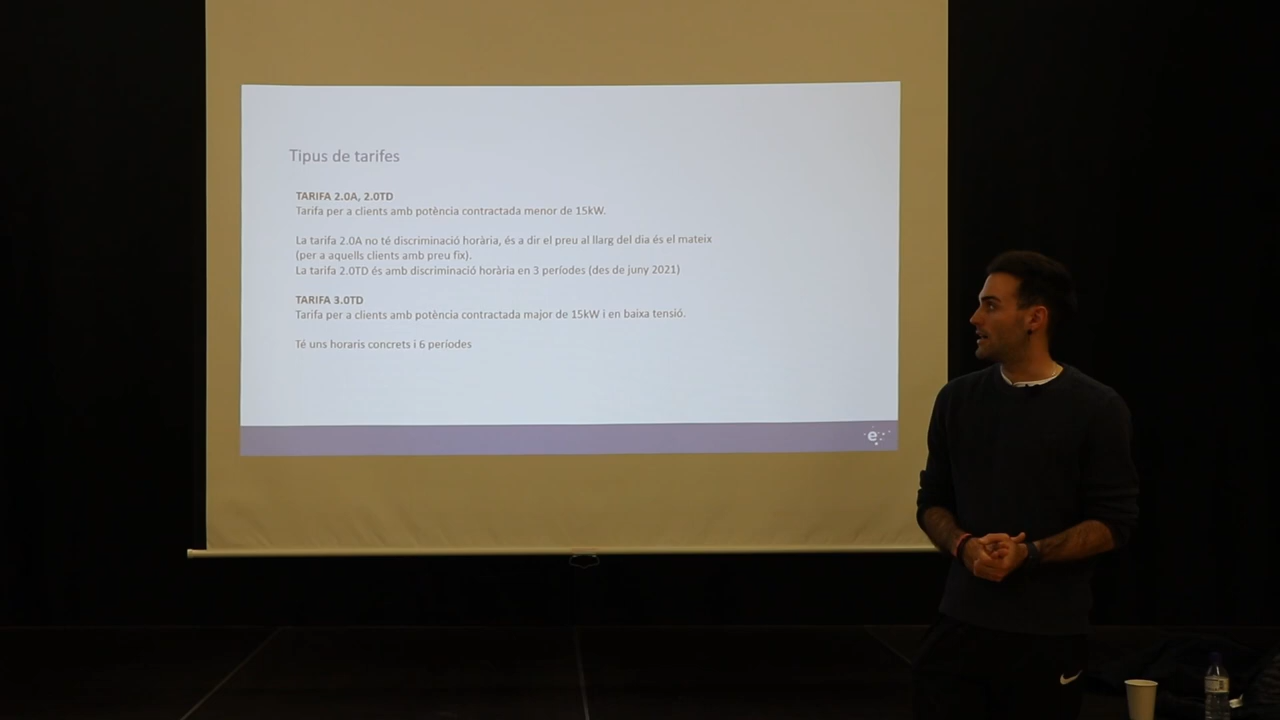 Tipus de tarifes
TARIFA 2.0A, 2.0TD
Tarifa per a clients amb potència contractada menor de 15kW.
La tarifa 2.0A no té discriminació horària, és a dir el preu al llarg del dia és el mateix
(per a aquells clients amb preu fix).
La tarifa 2.0TD és amb discriminació horària en 3 períodes (des de juny 2021)
TARIFA 3.0TD
Tarifa per a clients amb potència contractada major de 15kW i en baixa tensió.
Té uns horaris concrets i 6 períodes
e